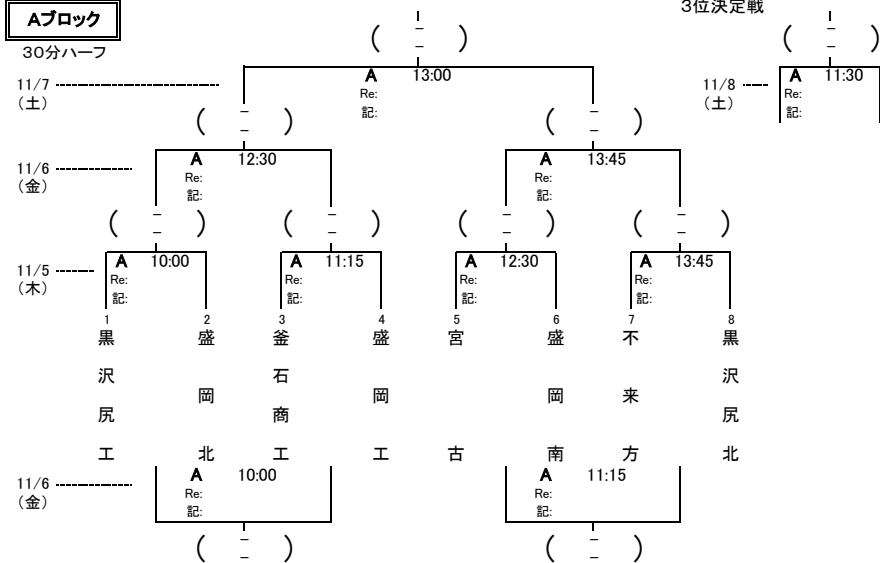 Aブロック
3位決定戦
30分ハーフ
( - - )
( - - )
11/7
(土)
A 13:00
Re:
記:
11/8
(土)
A 11:30
Re:
記:
( - - )
( - - )
11/6
(金)
A 12:30
Re:
記:
A 13:45
Re:
記:
( - - )
( - - )
( - - )
( - - )
11/5
(木)
A 10:00
Re:
記:
A 11:15
Re:
記:
A 12:30
Re:
記:
A 13:45
Re:
記:
1 2 3 4 5 6 7 8
黒沢尻工
盛岡北
釜石商工
盛岡工
宮古
盛岡南
不来方
黒沢尻北
11/6
(金)
A 10:00
Re:
記:
A 11:15
Re:
記:
( - - )
( - - )